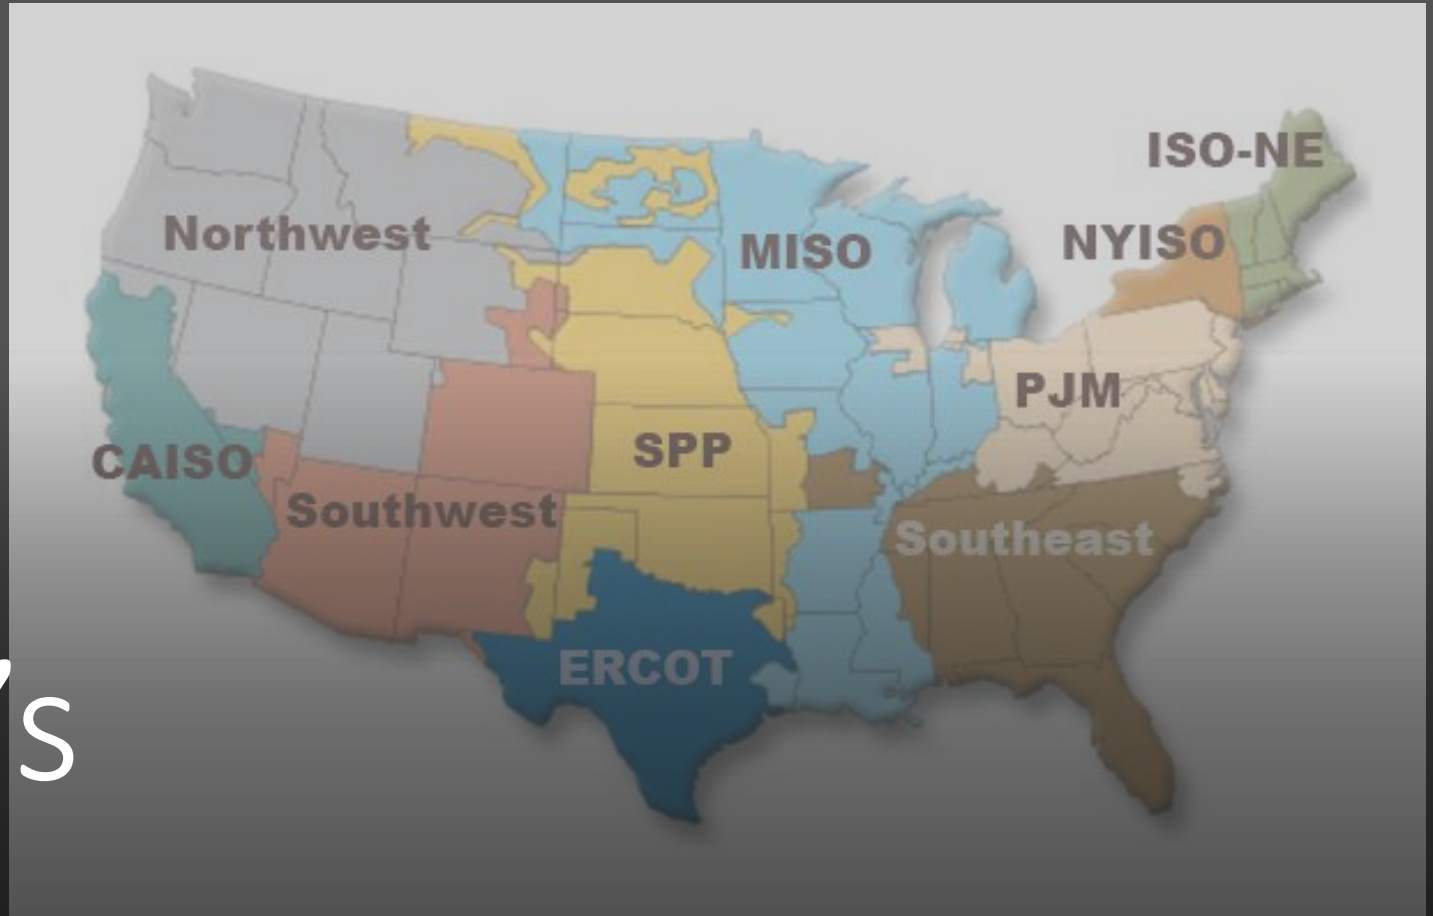 ISO-NE
Northwest
NYISO
MISO
PJM
CAISO
SPP
Southwest
Southeast
ERCOT
’s